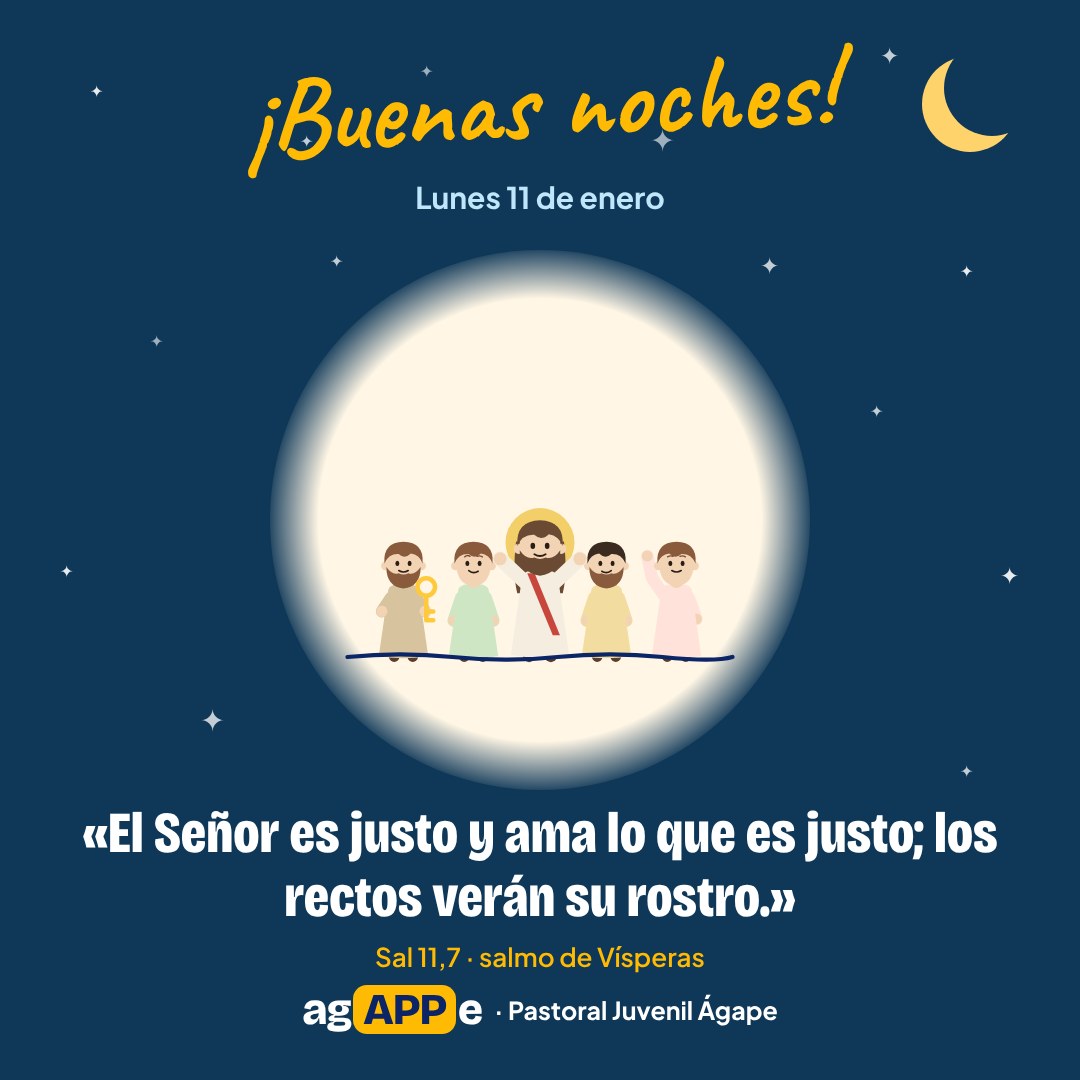 ¡Buenas noches!
Lunes 11 de enero
«El Señor es justo y ama lo que es justo; los
rectos verán su rostro.»
Sal 11,7 · salmo de Vísperas
agAPPe · Pastoral Juvenil Ágape